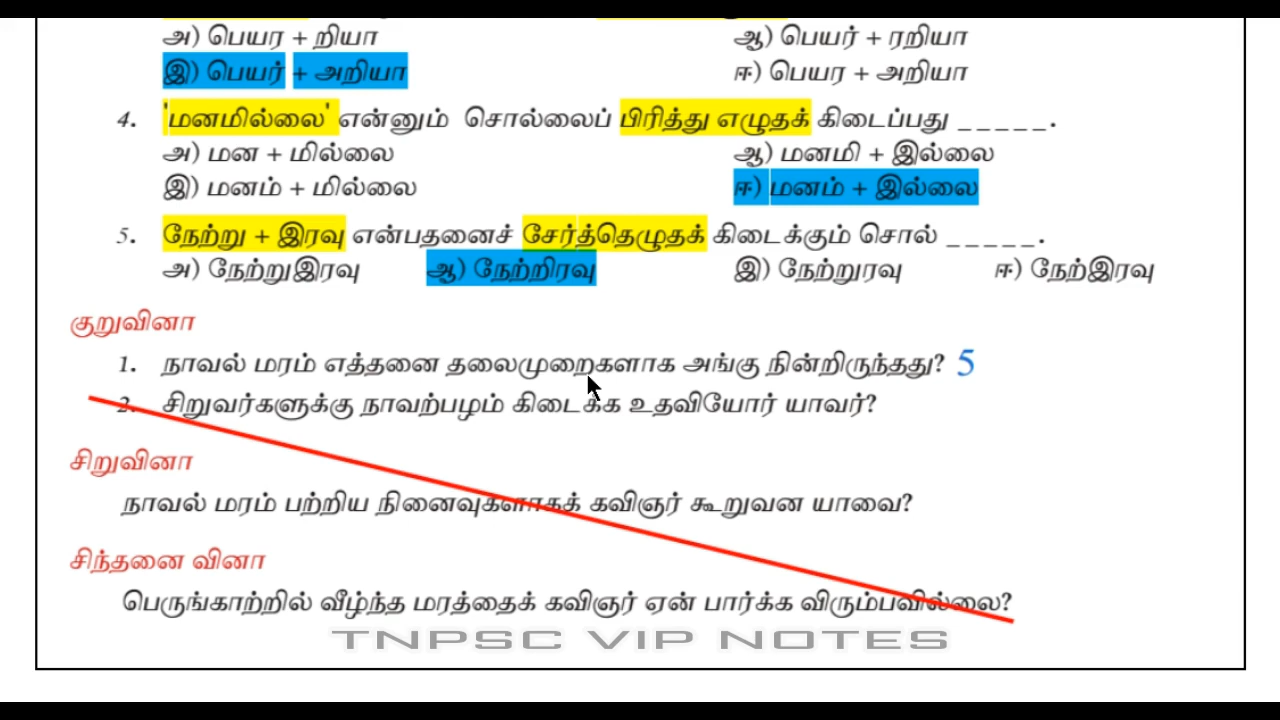 அ) பெயர + றியா ஆ) பெயர் + ரறியா
இ) பெயர் + அறியா ஈ) பெயர + அறியா
4. 'மனமில்லை' என்னும் சொல்லைப் பிரித்து எழுதக் கிடைப்பது _____.
அ) மன + மில்லை ஆ) மனமி + இல்லை
இ) மனம் + மில்லை ஈ) மனம் + இல்லை
5. நேற்று + இரவு என்பதனைச் சேர்த்தெழுதக் கிடைக்கும் சொல் _____.
அ) நேற்றுஇரவு ஆ) நேற்றிரவு இ) நேற்றுரவு ஈ) நேற்இரவு
குறுவினா
1. நாவல் மரம் எத்தனை தலைமுறைகளாக அங்கு நின்றிருந்தது? 5
2. சிறுவர்களுக்கு நாவற்பழம் கிடைக்க உதவியோர் யாவர்?
சிறுவினா
நாவல் மரம் பற்றிய நினைவுகளாகக் கவிஞர் கூறுவன யாவை?
சிந்தனை வினா
பெருங்காற்றில் வீழ்ந்த மரத்தைக் கவிஞர் ஏன் பார்க்க விரும்பவில்லை?
TNPSC VIP NOTES